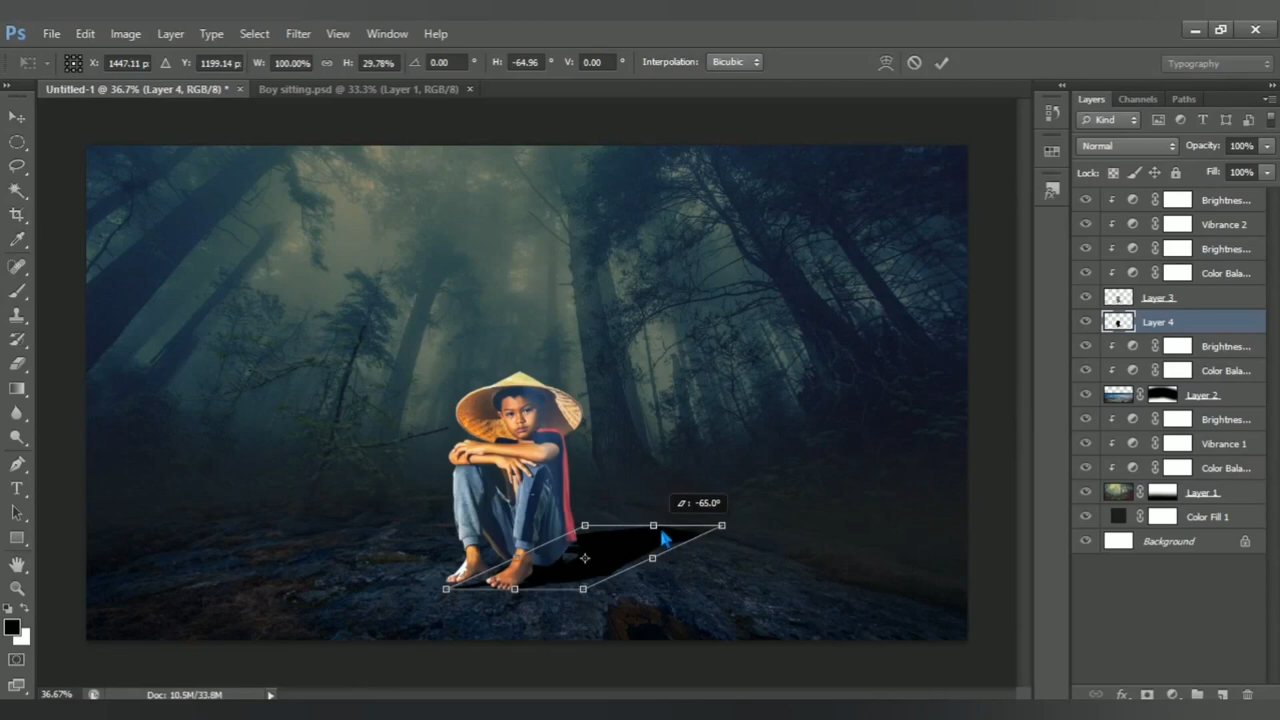 Ps File Edit Image Layer Type Select Filter View Window Help
X: 1447.11 p Y: 1199.14 p W: 100.00% H: 29.78% 0.00 ° H: -64.96 ° V: 0.00 ° Interpolation: Bicubic Typography
Untitled-1 @ 36.7% (Layer 4, RGB/8) * × Boy sitting.psd @ 33.3% (Layer 1, RGB/8) ×
Layers Channels Paths
Kind
Normal Opacity: 100%
Lock: Fill: 100%
Brightne...
Vibrance 2
Brightnes...
Color Bala...
Layer 3
Layer 4
Brightnes...
Color Bala...
Layer 2
Brightnes...
Vibrance 1
Color Bala...
Layer 1
Color Fill 1
Background
: -65.0°
36.67% Doc: 10.5M/33.8M
fx